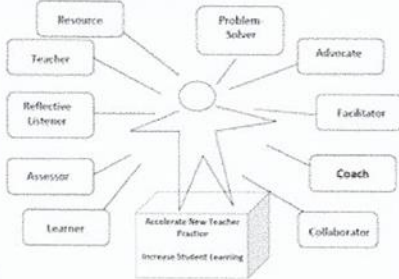 Resource
Problem
Solver
Teacher
Advocate
Reflective
Listener
Facilitator
Assessor
Coach
Learner
Collaborator
Accelerate New Teacher
Practice
Increase Student Learning